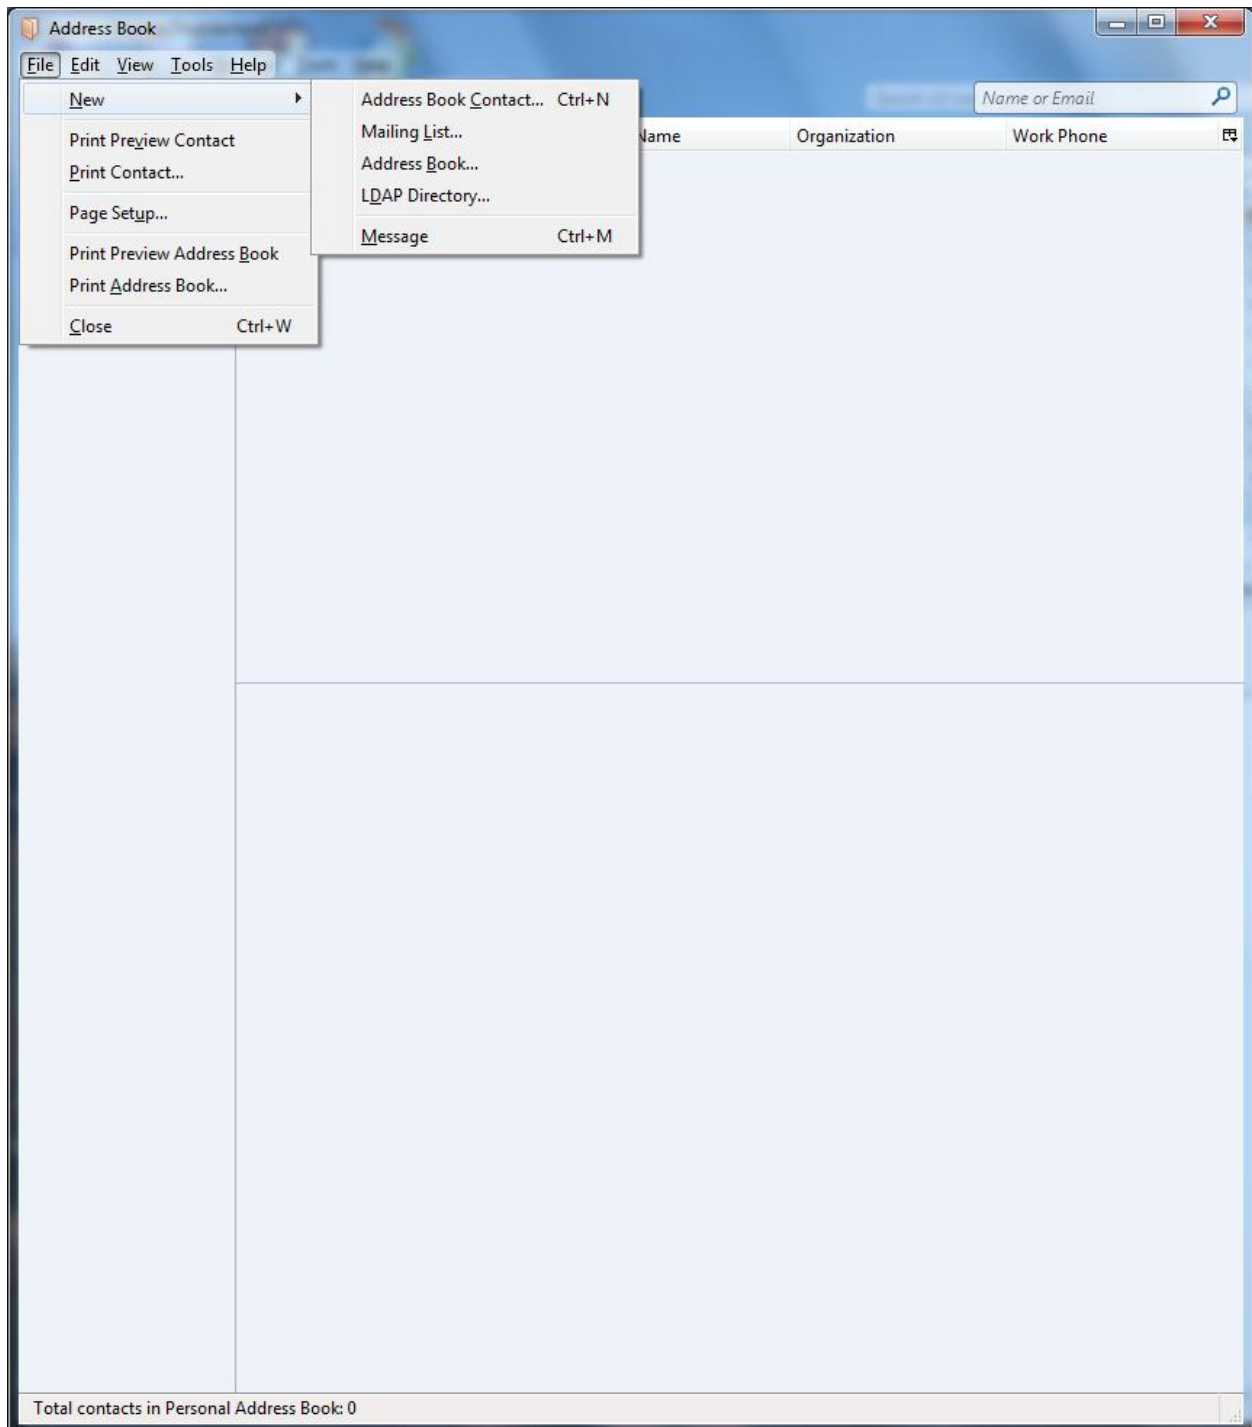 Address Book
File Edit View Tools Help
Name or Email
New
Print Preview Contact
Print Contact...
Page Setup...
Print Preview Address Book
Print Address Book...
Close Ctrl+W
Address Book Contact... Ctrl+N
Mailing List...
Address Book...
LDAP Directory...
Message Ctrl+M
Name Organization Work Phone
Total contacts in Personal Address Book: 0